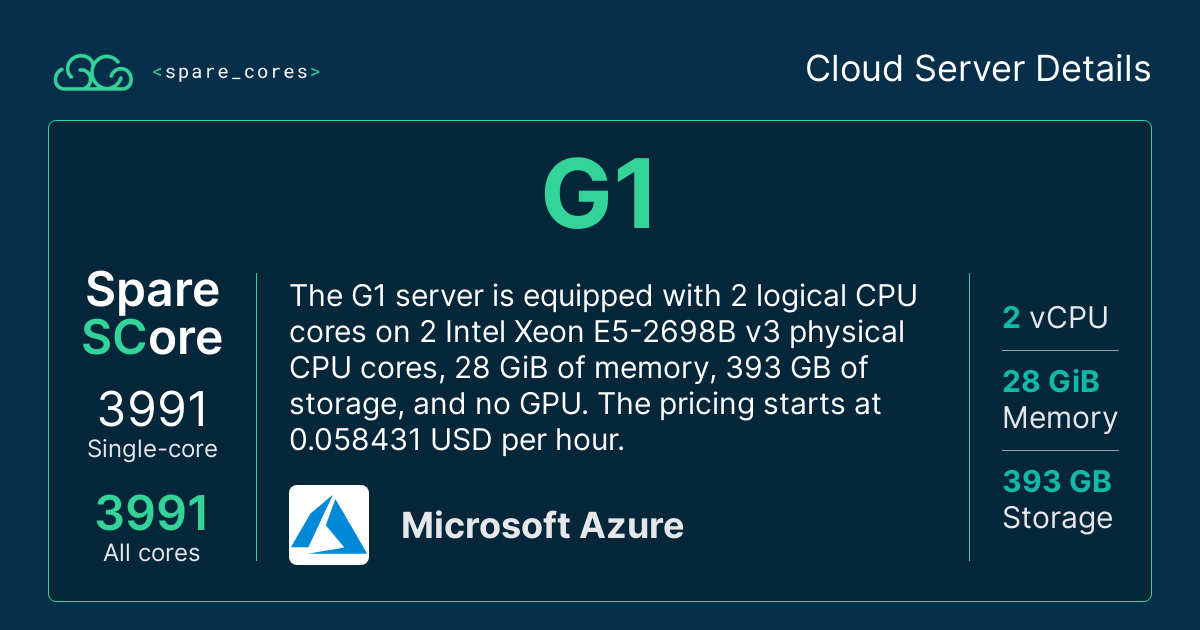 <spare_cores>
Cloud Server Details
G1
Spare
SCore
3991
Single-core
3991
All cores
The G1 server is equipped with 2 logical CPU
cores on 2 Intel Xeon E5-2698B v3 physical
CPU cores, 28 GiB of memory, 393 GB of
storage, and no GPU. The pricing starts at
0.058431 USD per hour.
Microsoft Azure
2 vCPU
28 GiB
Memory
393 GB
Storage